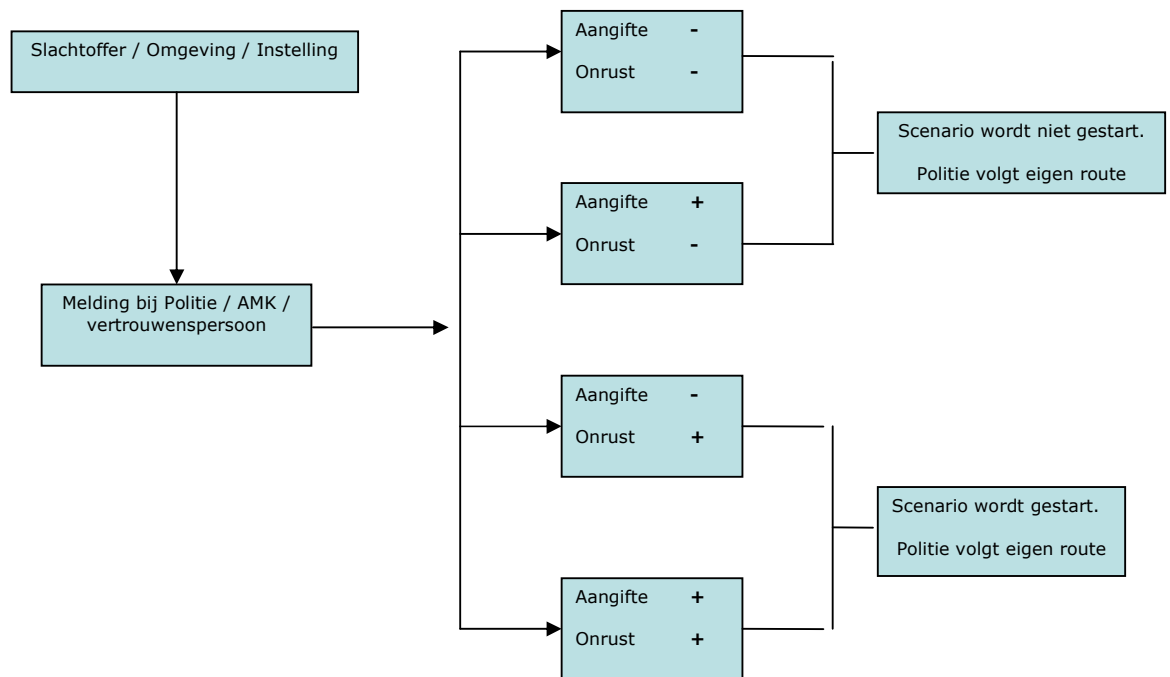 Slachtoffer / Omgeving / Instelling
Melding bij Politie / AMK /
vertrouwenspersoon
Aangifte -
Onrust -
Aangifte +
Onrust -
Aangifte -
Onrust +
Aangifte +
Onrust +
Scenario wordt niet gestart.
Politie volgt eigen route
Scenario wordt gestart.
Politie volgt eigen route